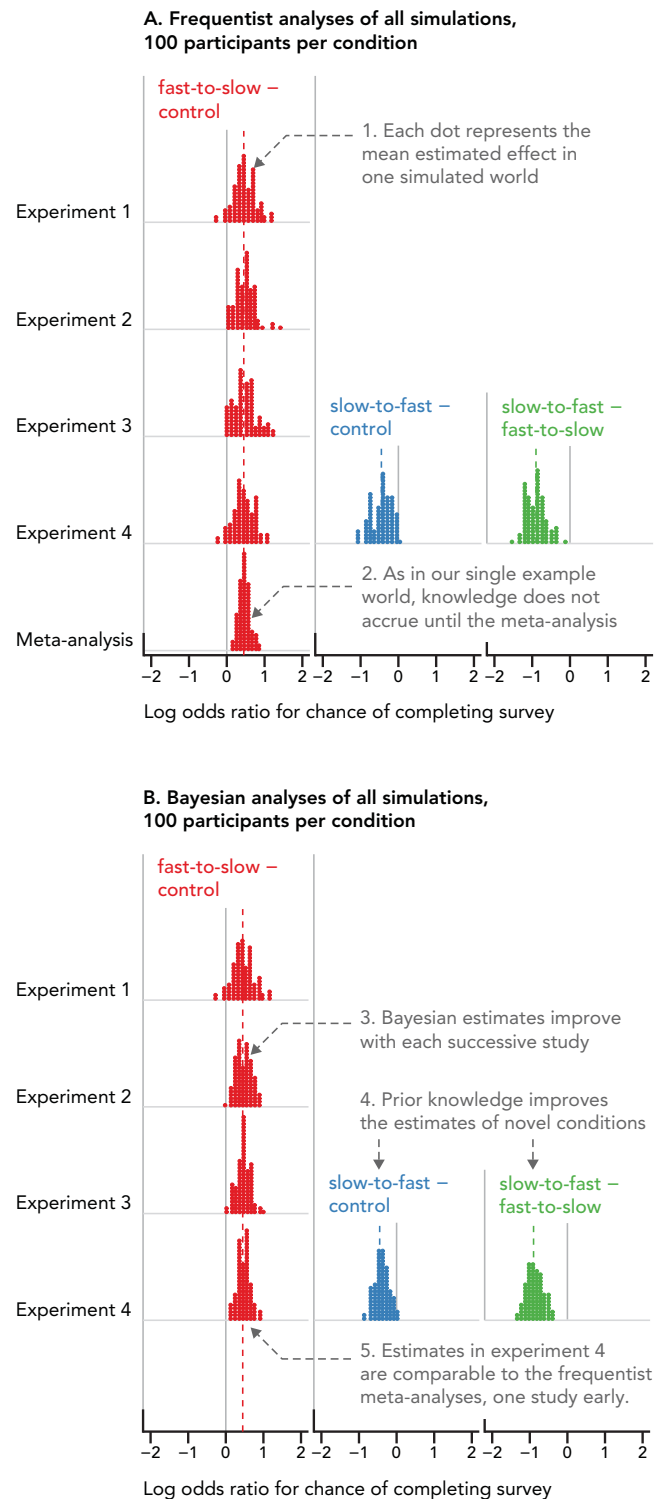 A. Frequentist analyses of all simulations,
100 participants per condition
fast-to-slow –
control
1. Each dot represents the
mean estimated effect in
one simulated world
Experiment 1
Experiment 2
Experiment 3
slow-to-fast –
control
slow-to-fast –
fast-to-slow
Experiment 4
2. As in our single example
world, knowledge does not
accrue until the meta-analysis
Meta-analysis
–2 –1 0 1 2 –2 –1 0 1 2 –2 –1 0 1 2
Log odds ratio for chance of completing survey
B. Bayesian analyses of all simulations,
100 participants per condition
fast-to-slow –
control
Experiment 1
3. Bayesian estimates improve
with each successive study
Experiment 2
4. Prior knowledge improves
the estimates of novel conditions
Experiment 3
slow-to-fast –
control
slow-to-fast –
fast-to-slow
Experiment 4
5. Estimates in experiment 4
are comparable to the frequentist
meta-analyses, one study early.
–2 –1 0 1 2 –2 –1 0 1 2 –2 –1 0 1 2
Log odds ratio for chance of completing survey